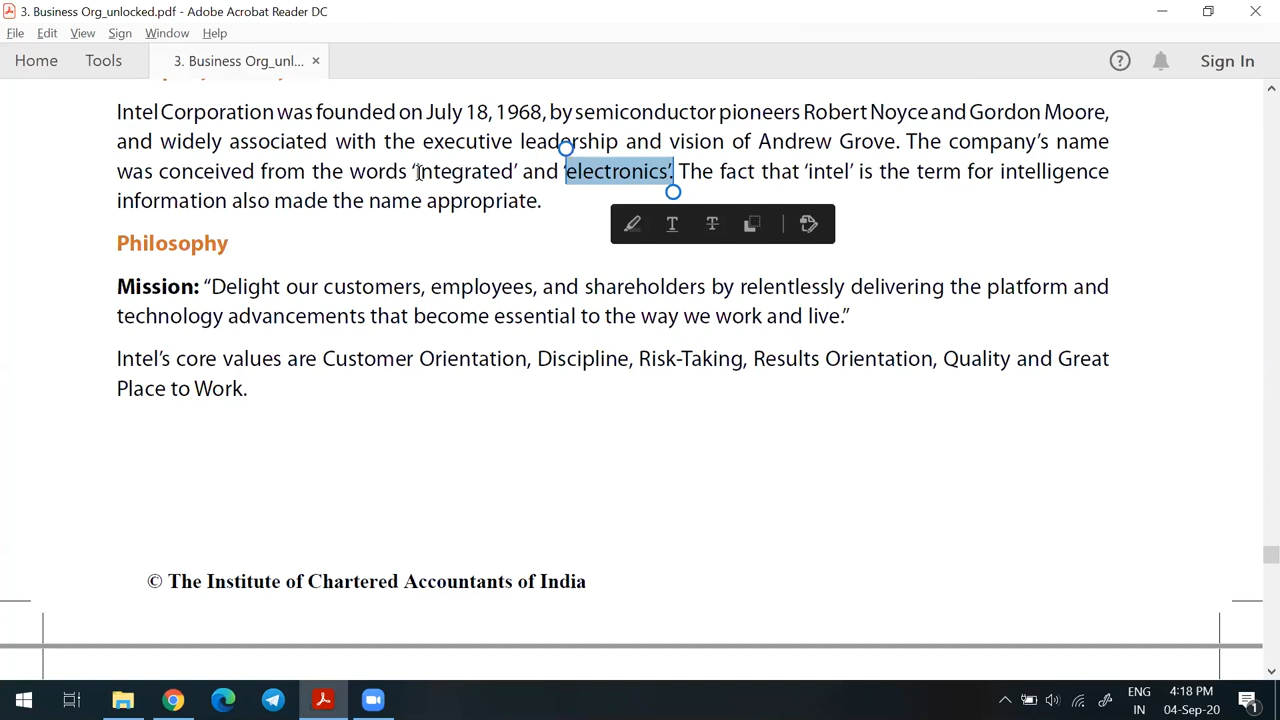 3. Business Org_unlocked.pdf - Adobe Acrobat Reader DC
File Edit View Sign Window Help
Home Tools 3. Business Org_unl... × Sign In
Intel Corporation was founded on July 18, 1968, by semiconductor pioneers Robert Noyce and Gordon Moore,
and widely associated with the executive leadership and vision of Andrew Grove. The company’s name
was conceived from the words ‘integrated’ and ‘electronics’. The fact that ‘intel’ is the term for intelligence
information also made the name appropriate.
Philosophy
Mission: “Delight our customers, employees, and shareholders by relentlessly delivering the platform and
technology advancements that become essential to the way we work and live.”
Intel’s core values are Customer Orientation, Discipline, Risk-Taking, Results Orientation, Quality and Great
Place to Work.
© The Institute of Chartered Accountants of India
ENG 4:18 PM
IN 04-Sep-20 1